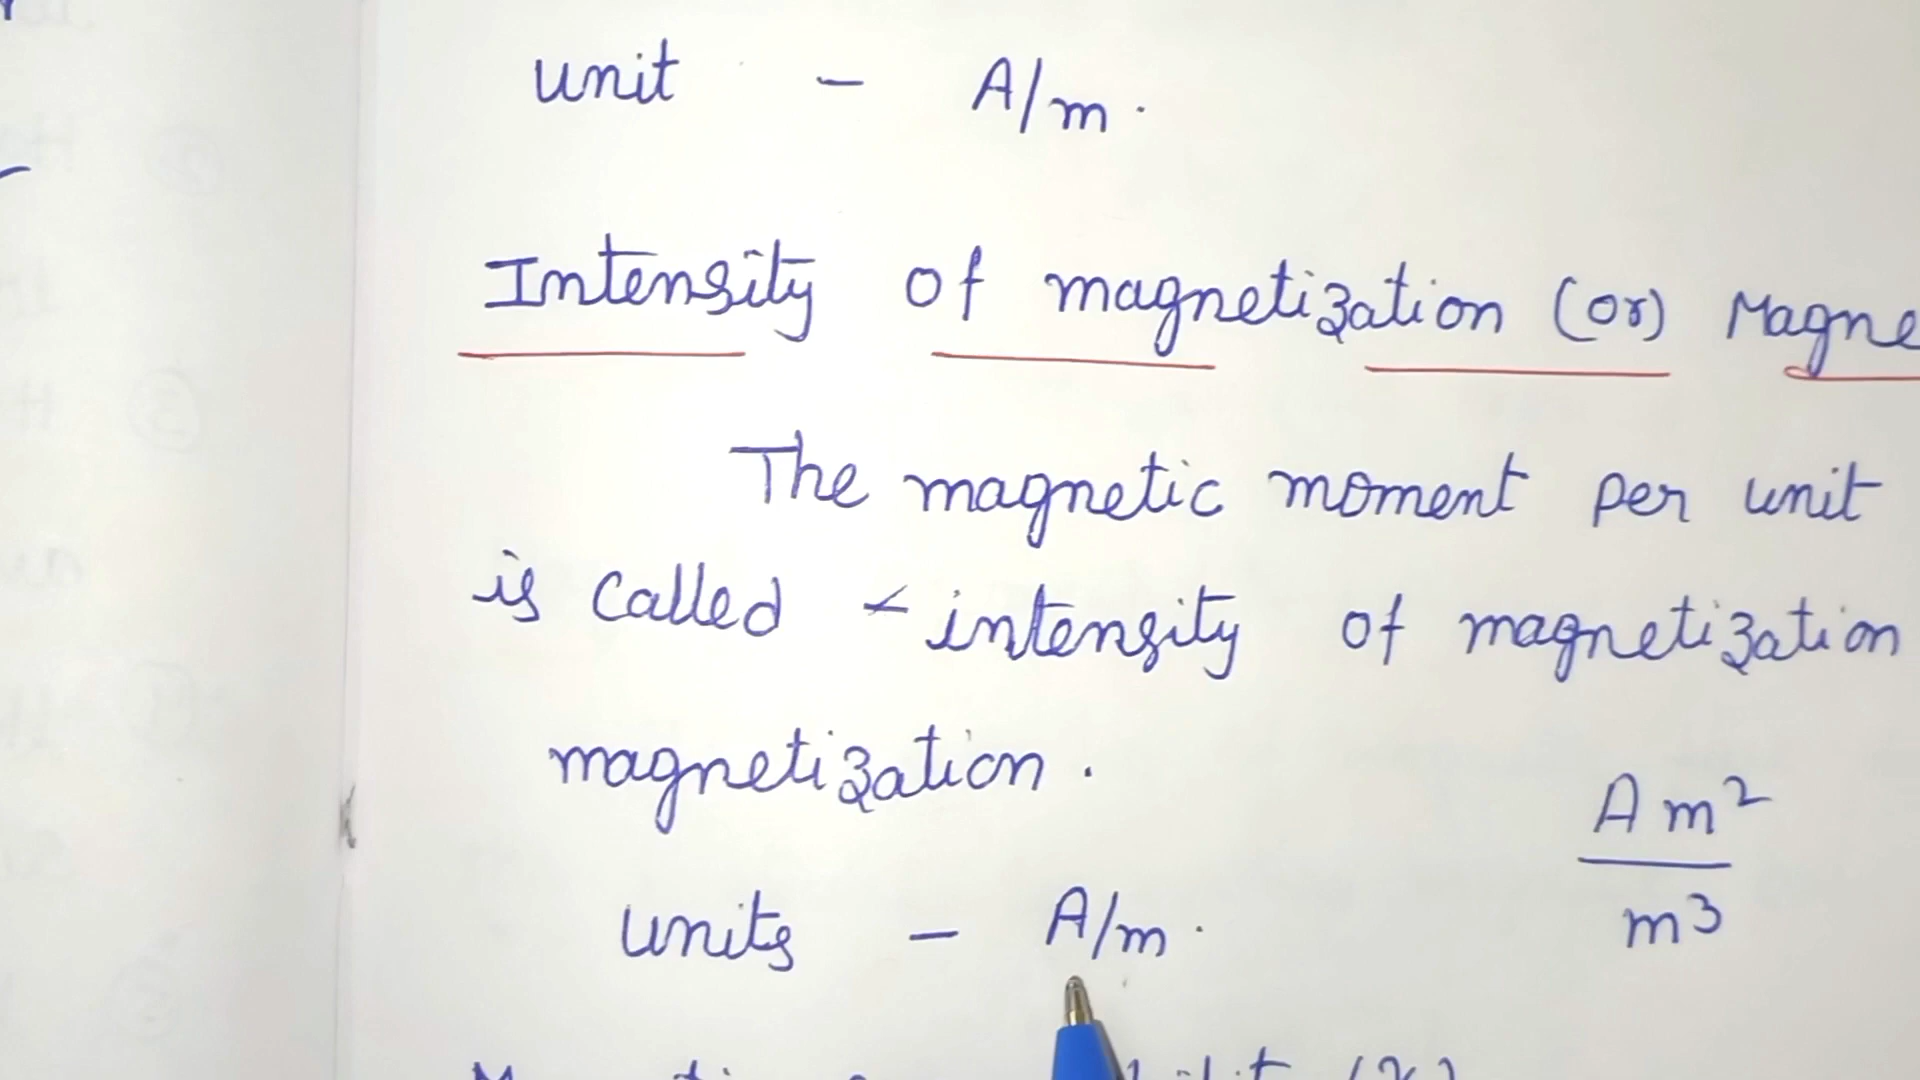 unit - A/m.
Intensity of magnetization (or) Magne
The magnetic moment per unit
is called - intensity of magnetization
magnetization.
A m²
units - A/m.
m³